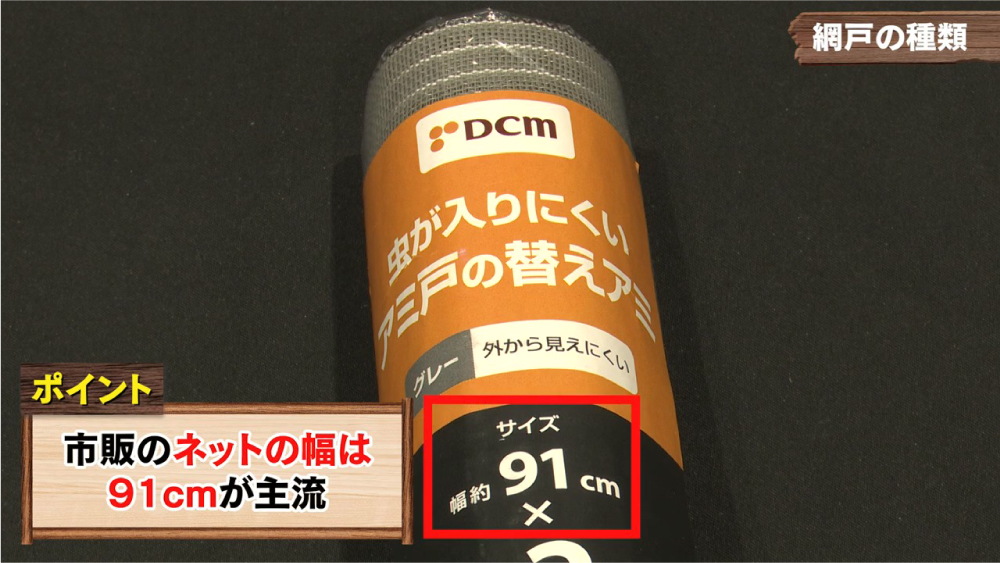 網戸の種類
DCM
虫が入りにくい
アミ戸の替えアミ
グレー 外から見えにくい
サイズ
幅約 91cm
×
ポイント
市販のネットの幅は
91cmが主流